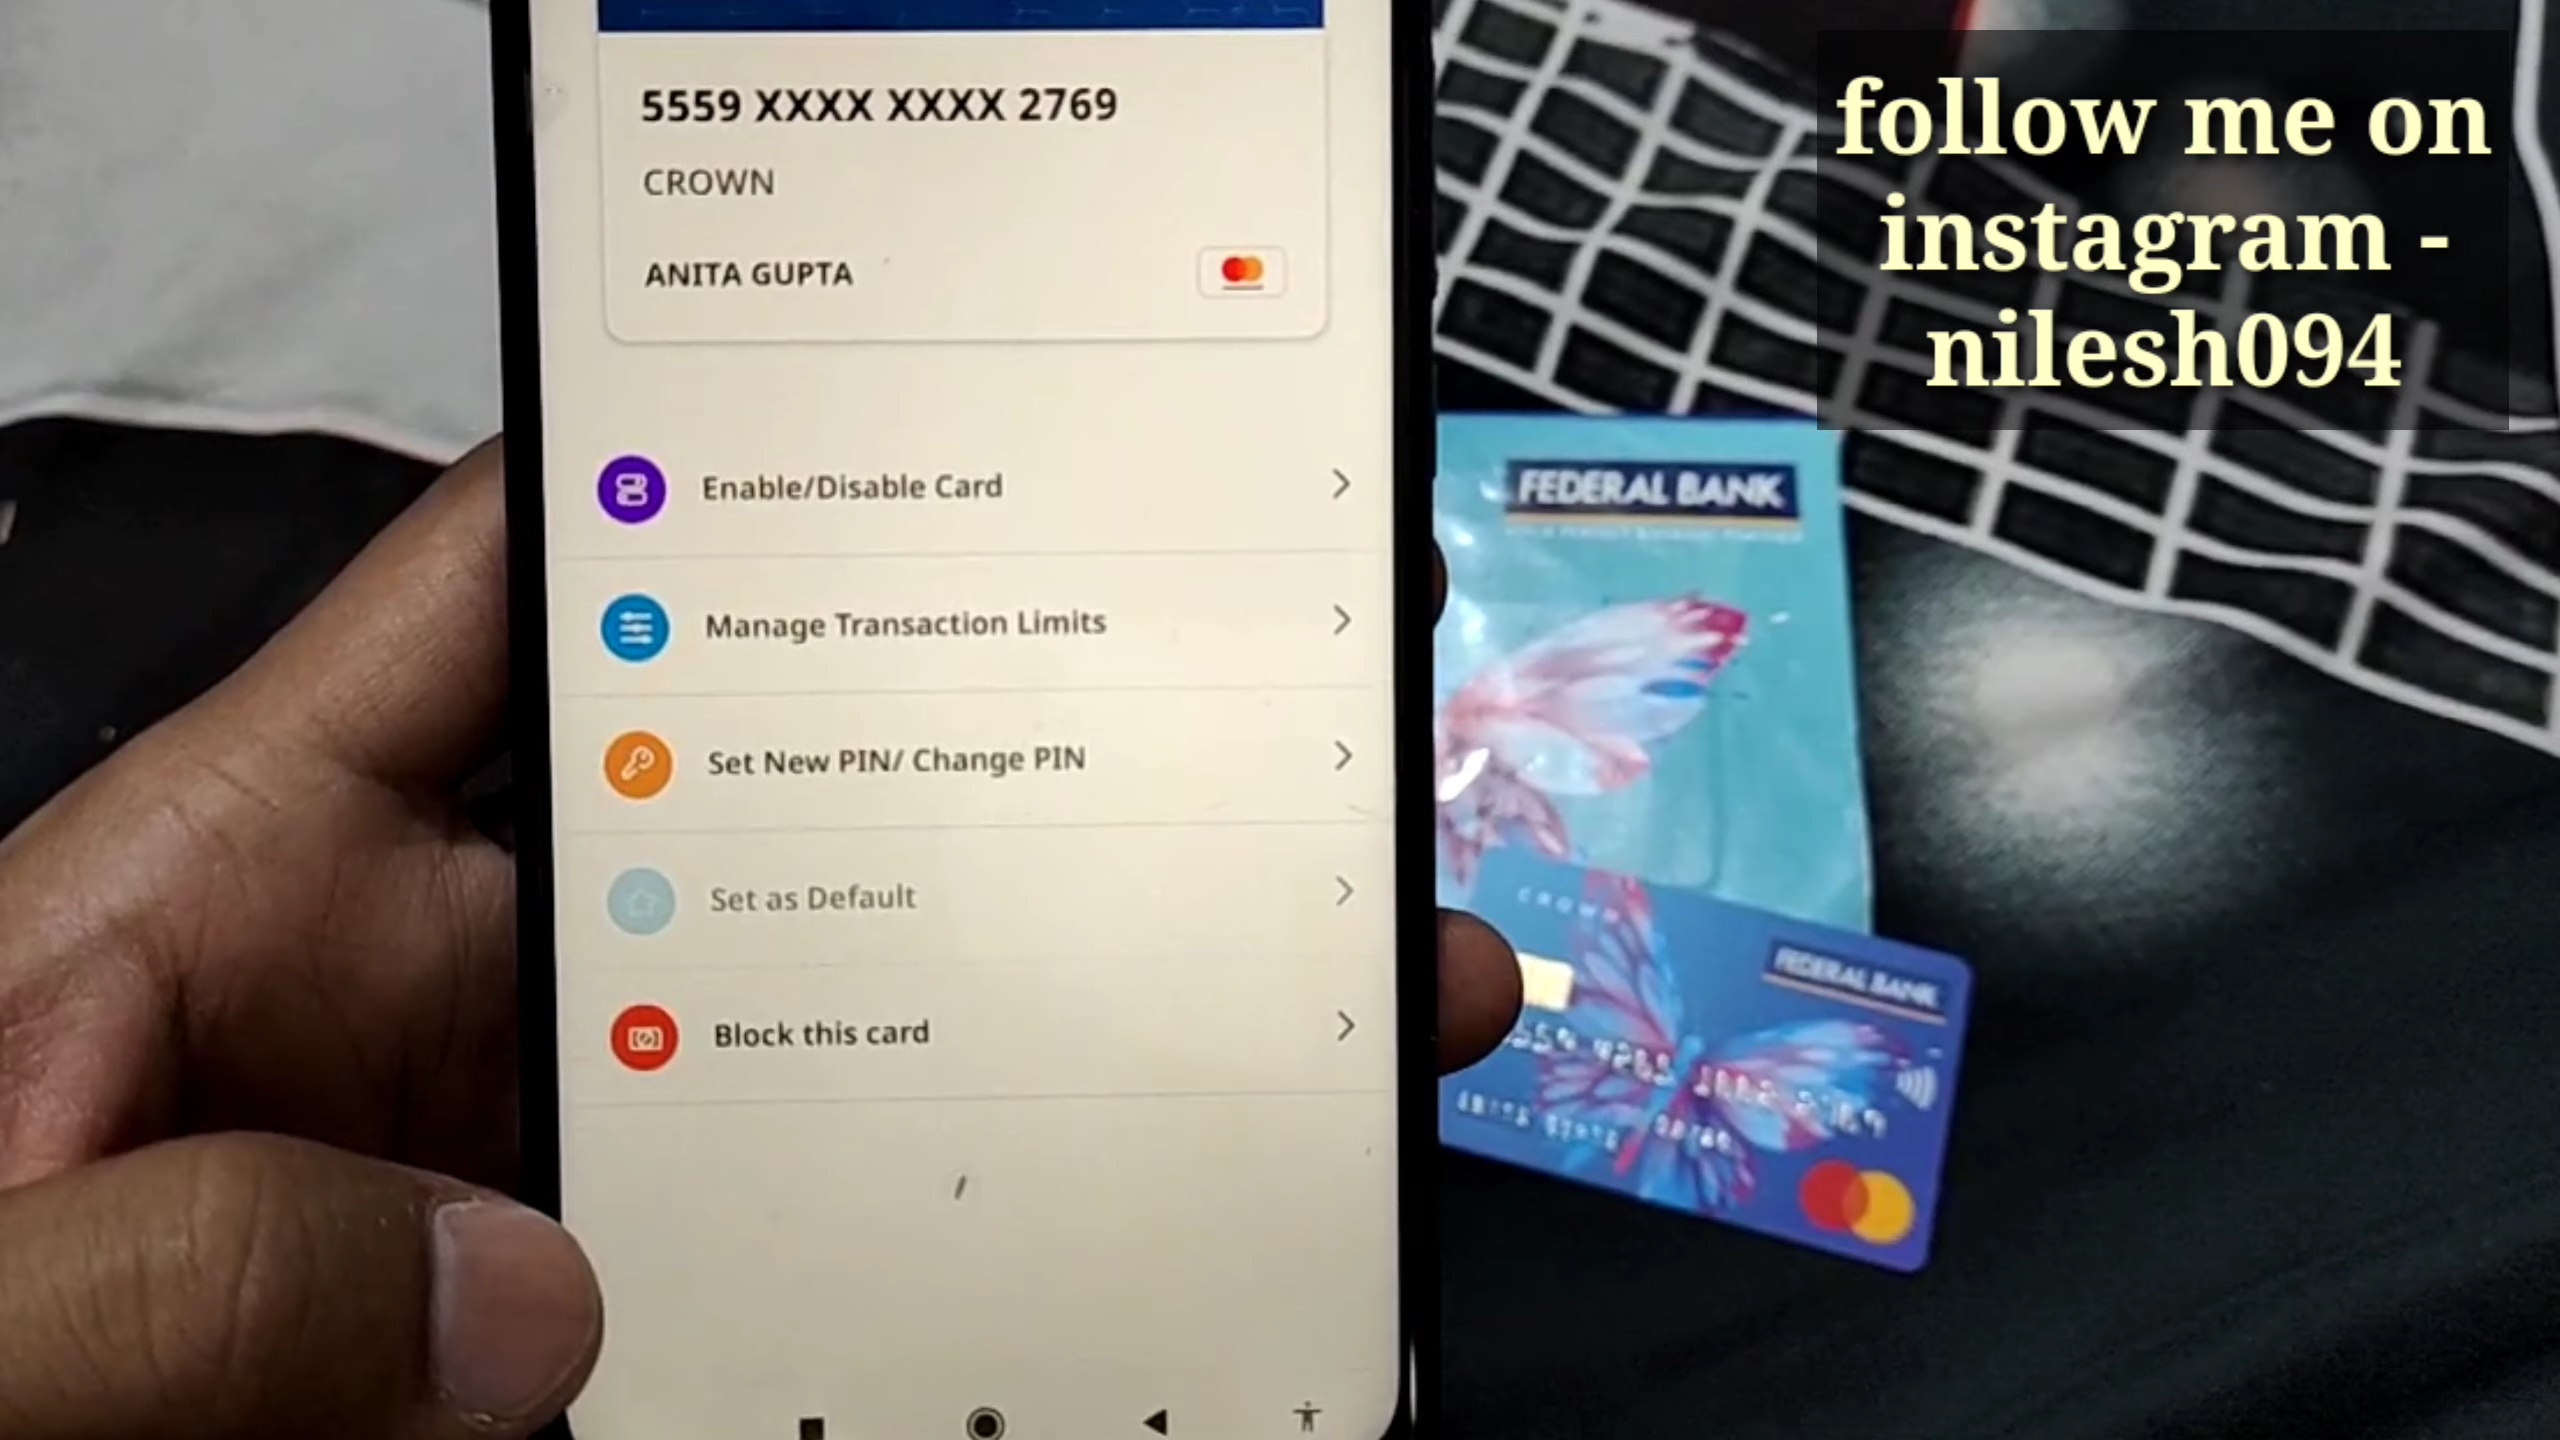 5559 XXXX XXXX 2769
CROWN
ANITA GUPTA
Enable/Disable Card
Manage Transaction Limits
Set New PIN/ Change PIN
Set as Default
Block this card
follow me on
instagram -
nilesh094
FEDERAL BANK
CROWN
FEDERAL BANK